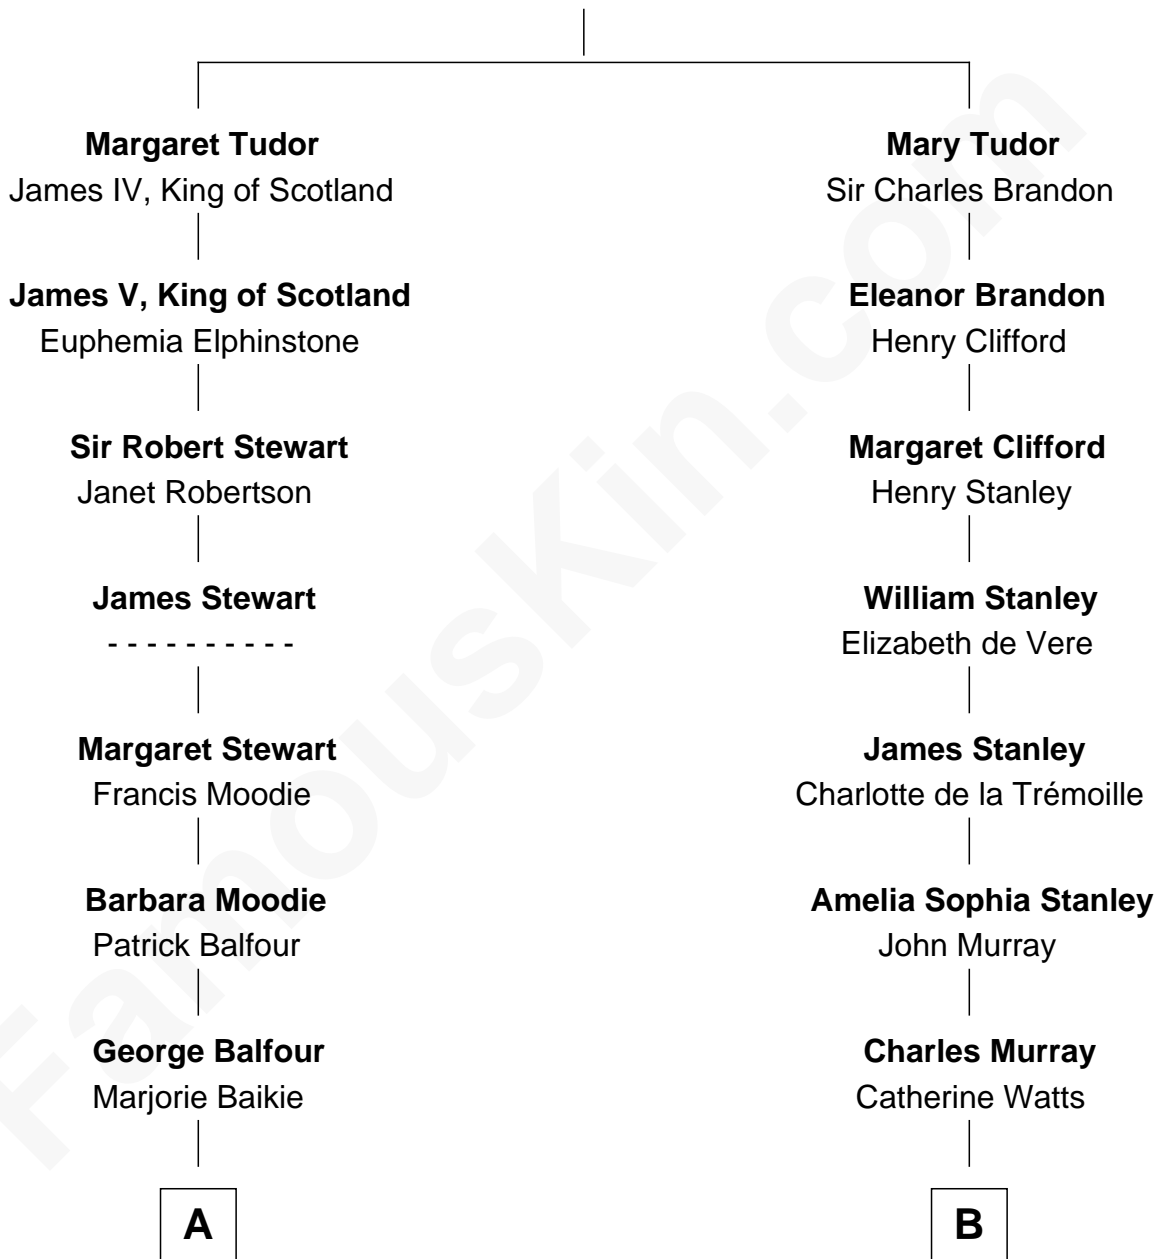 Margaret Tudor
James IV, King of Scotland
James V, King of Scotland
Euphemia Elphinstone
Sir Robert Stewart
Janet Robertson
James Stewart
- - - - - - - - - -
Margaret Stewart
Francis Moodie
Barbara Moodie
Patrick Balfour
George Balfour
Marjorie Baikie
A
Mary Tudor
Sir Charles Brandon
Eleanor Brandon
Henry Clifford
Margaret Clifford
Henry Stanley
William Stanley
Elizabeth de Vere
James Stanley
Charlotte de la Trémoille
Amelia Sophia Stanley
John Murray
Charles Murray
Catherine Watts
B
FamousKin.com